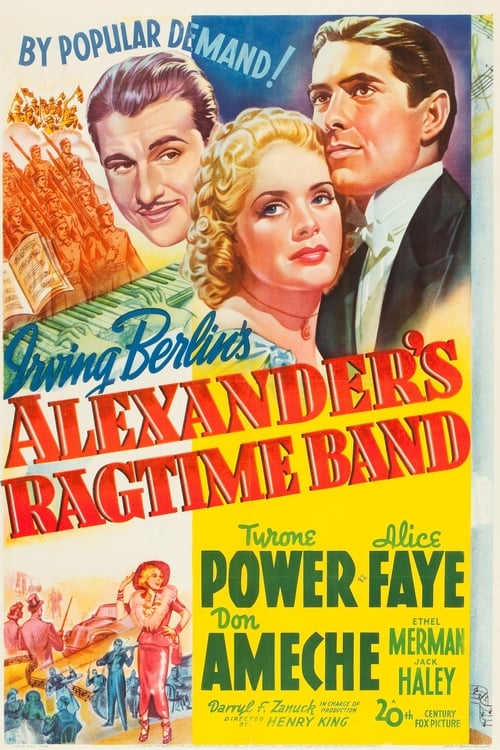 BY POPULAR DEMAND!
Irving Berlin's
ALEXANDER'S
RAGTIME BAND
Tyrone Alice
POWER FAYE
Don
AMECHE
ETHEL
MERMAN
JACK
HALEY
Darryl F. Zanuck IN CHARGE OF PRODUCTION
DIRECTED BY HENRY KING
A 20th CENTURY FOX PICTURE